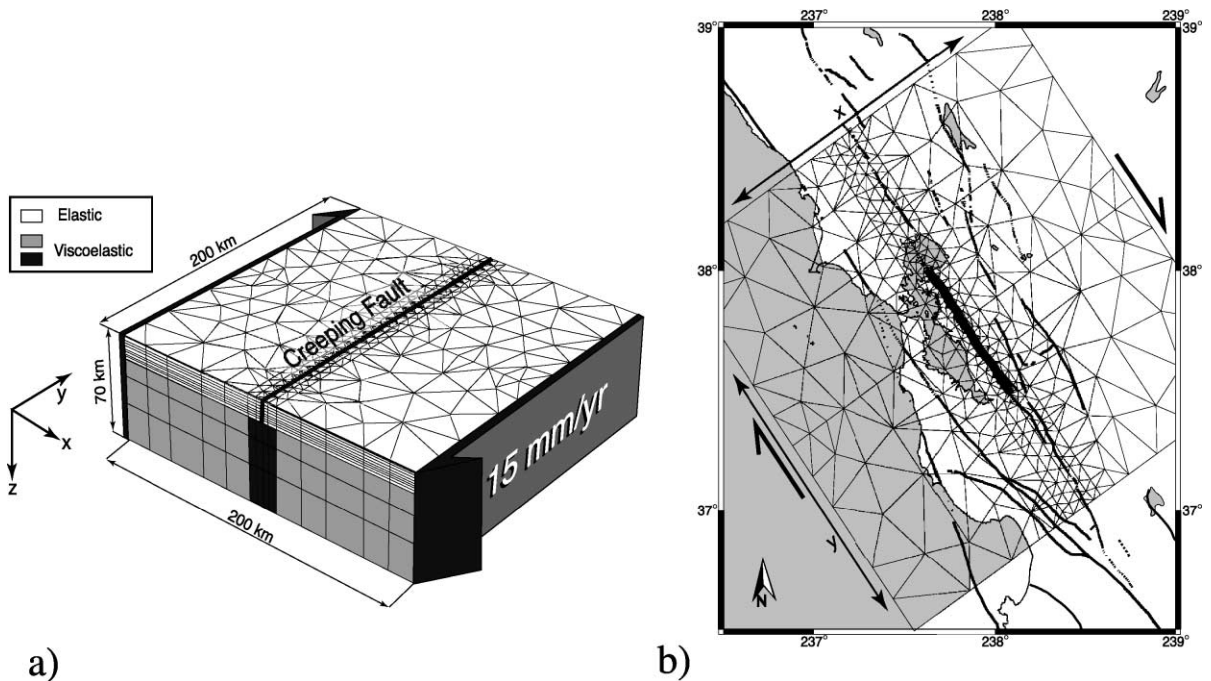 Elastic
Viscoelastic
200 km
Creeping Fault
70 km
15 mm/yr
y
x
z
200 km
a)
237°
238°
239°
39°
39°
x
38°
38°
37°
37°
y
N
237°
238°
239°
b)